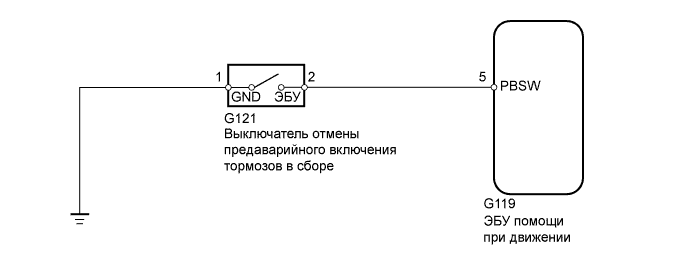 1
2
5
GND ЭБУ
PBSW
G121
Выключатель отмены
предаварийного включения
тормозов в сборе
G119
ЭБУ помощи
при движении